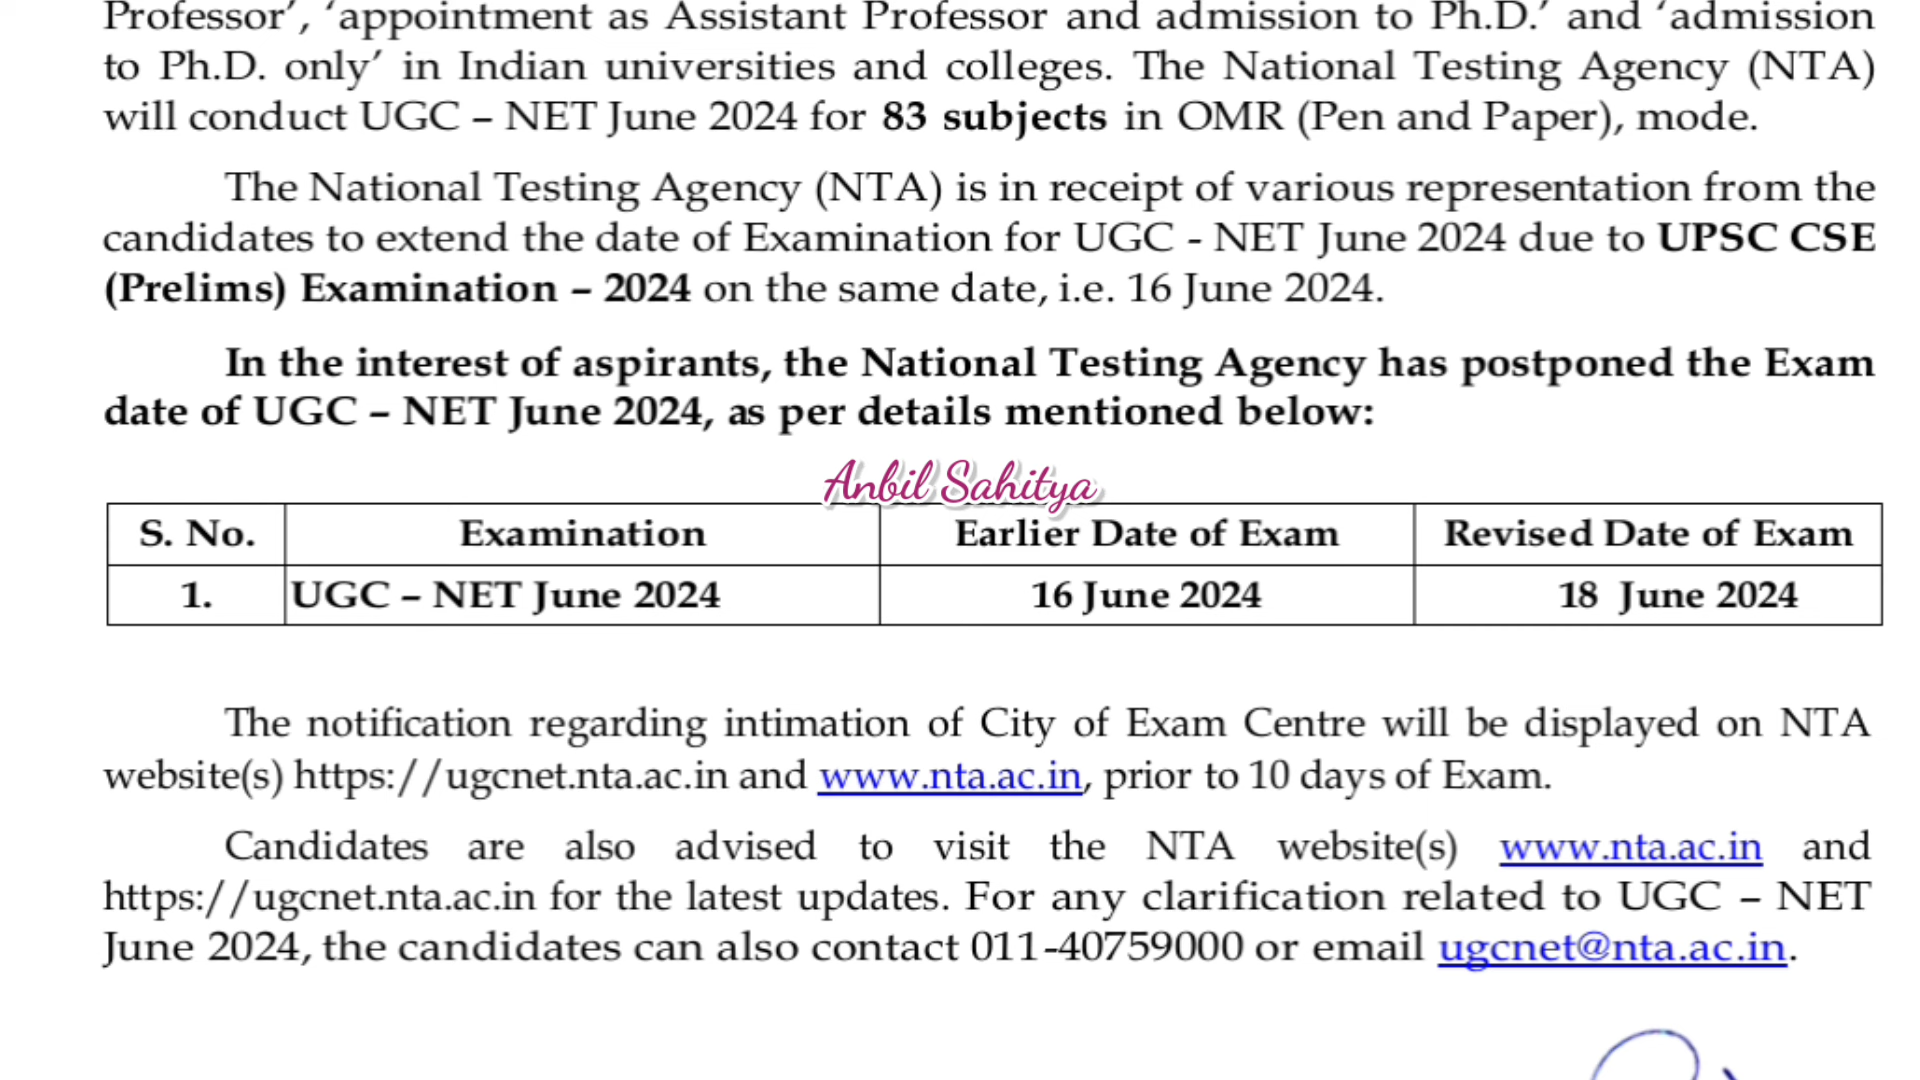 Professor’, ‘appointment as Assistant Professor and admission to Ph.D.’ and ‘admission
to Ph.D. only’ in Indian universities and colleges. The National Testing Agency (NTA)
will conduct UGC – NET June 2024 for 83 subjects in OMR (Pen and Paper), mode.
The National Testing Agency (NTA) is in receipt of various representation from the
candidates to extend the date of Examination for UGC - NET June 2024 due to UPSC CSE
(Prelims) Examination – 2024 on the same date, i.e. 16 June 2024.
In the interest of aspirants, the National Testing Agency has postponed the Exam
date of UGC – NET June 2024, as per details mentioned below:
Anbil Sahitya
S. No. Examination Earlier Date of Exam Revised Date of Exam
1. UGC – NET June 2024 16 June 2024 18 June 2024
The notification regarding intimation of City of Exam Centre will be displayed on NTA
website(s) https://ugcnet.nta.ac.in and www.nta.ac.in, prior to 10 days of Exam.
Candidates are also advised to visit the NTA website(s) www.nta.ac.in and
https://ugcnet.nta.ac.in for the latest updates. For any clarification related to UGC – NET
June 2024, the candidates can also contact 011-40759000 or email ugcnet@nta.ac.in.